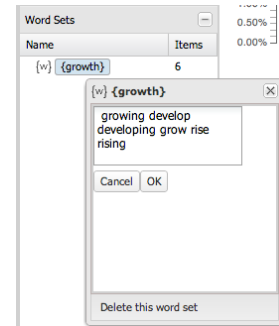 Word Sets
Name Items
{w} {growth} 6
0.50%
0.00%
{w} {growth}
growing develop
developing grow rise
rising
Cancel OK
Delete this word set